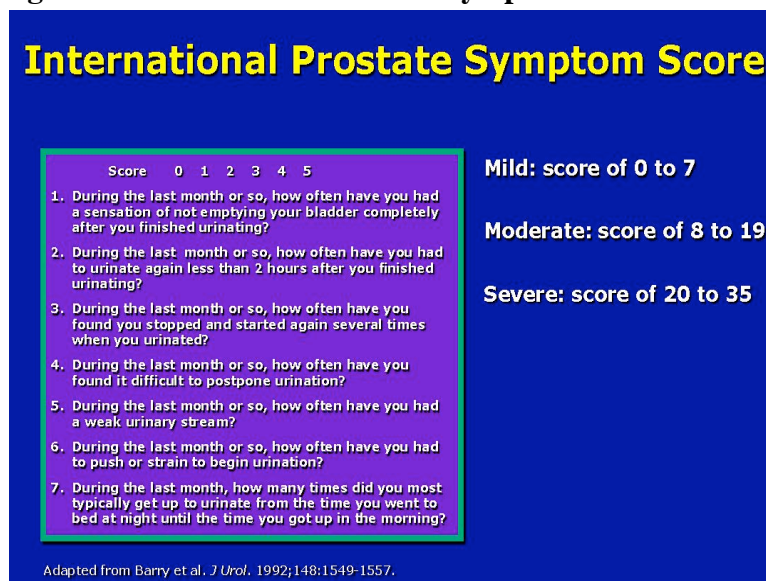 International Prostate Symptom Score
Score 0 1 2 3 4 5
1. During the last month or so, how often have you had
a sensation of not emptying your bladder completely
after you finished urinating?
2. During the last month or so, how often have you had
to urinate again less than 2 hours after you finished
urinating?
3. During the last month or so, how often have you
found you stopped and started again several times
when you urinated?
4. During the last month or so, how often have you
found it difficult to postpone urination?
5. During the last month or so, how often have you had
a weak urinary stream?
6. During the last month or so, how often have you had
to push or strain to begin urination?
7. During the last month, how many times did you most
typically get up to urinate from the time you went to
bed at night until the time you got up in the morning?
Mild: score of 0 to 7
Moderate: score of 8 to 19
Severe: score of 20 to 35
Adapted from Barry et al. J Urol. 1992;148:1549-1557.